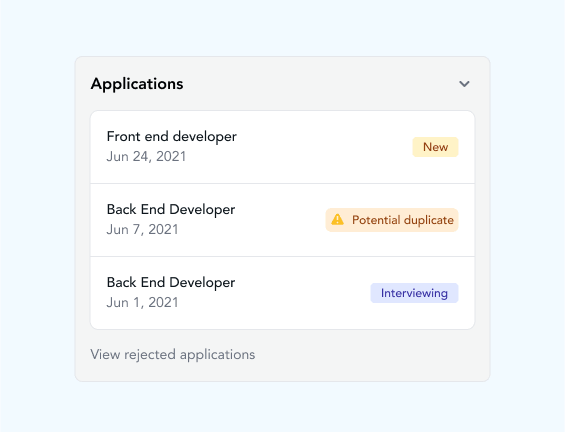 Applications
Front end developer
Jun 24, 2021
New
Back End Developer
Jun 7, 2021
Potential duplicate
Back End Developer
Jun 1, 2021
Interviewing
View rejected applications